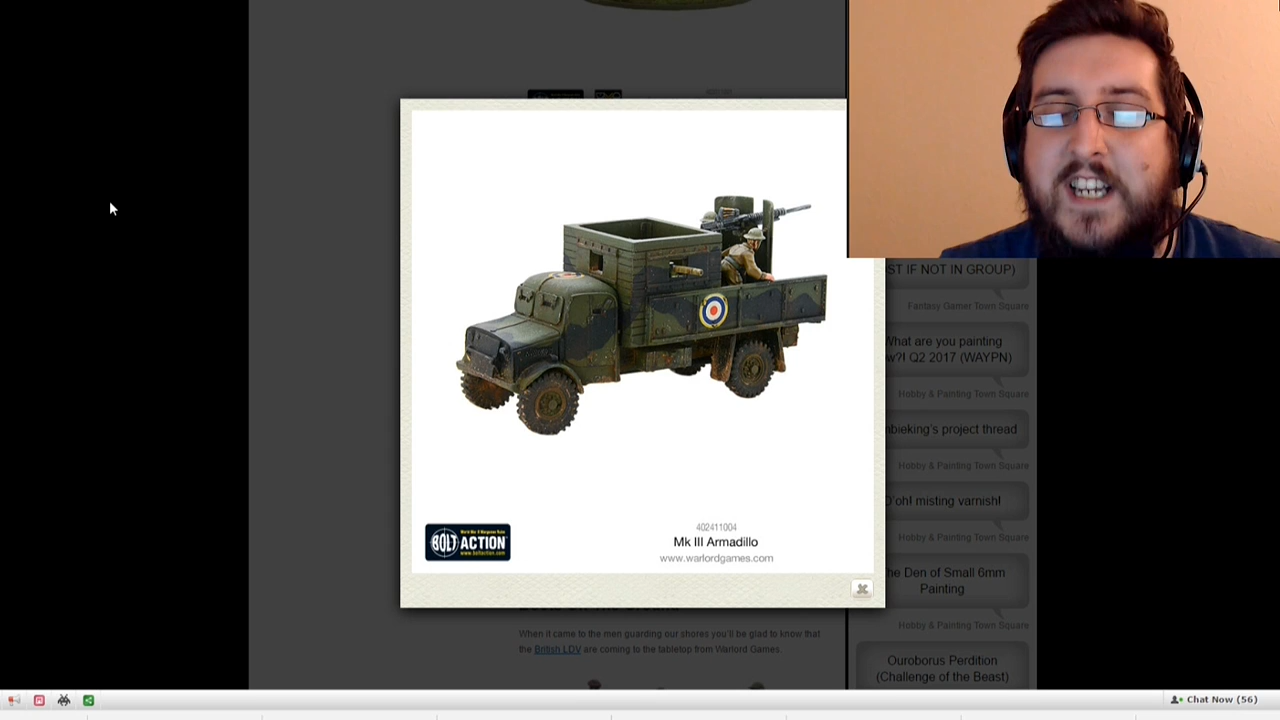 ST IF NOT IN GROUP)
Fantasy Gamer Town Square
What are you painting
w?! Q2 2017 (WAYPN)
Hobby & Painting Town Square
mbieking's project thread
Hobby & Painting Town Square
D'oh! misting varnish!
Hobby & Painting Town Square
he Den of Small 6mm
Painting
Hobby & Painting Town Square
Ouroborus Perdition
(Challenge of the Beast)
BOLT ACTION
www.boltaction.com
402411004
Mk III Armadillo
www.warlordgames.com
When it came to the men guarding our shores you'll be glad to know that
the British LDV are coming to the tabletop from Warlord Games.
Chat Now (56)